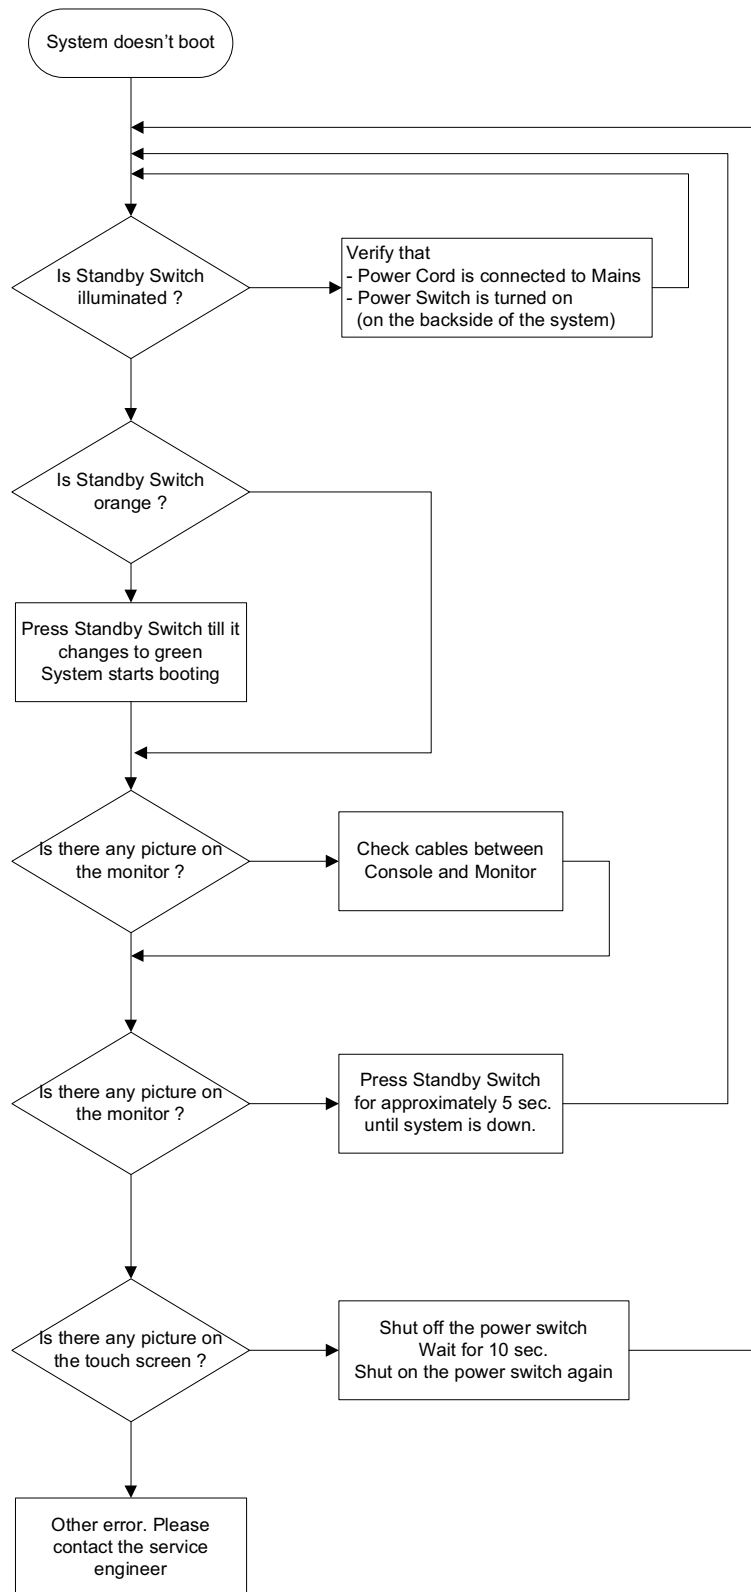 System doesn't boot
Is Standby Switch
illuminated ?
Verify that
- Power Cord is connected to Mains
- Power Switch is turned on
(on the backside of the system)
Is Standby Switch
orange ?
Press Standby Switch till it
changes to green
System starts booting
Is there any picture on
the monitor ?
Check cables between
Console and Monitor
Is there any picture on
the monitor ?
Press Standby Switch
for approximately 5 sec.
until system is down.
Is there any picture on
the touch screen ?
Shut off the power switch
Wait for 10 sec.
Shut on the power switch again
Other error. Please
contact the service
engineer